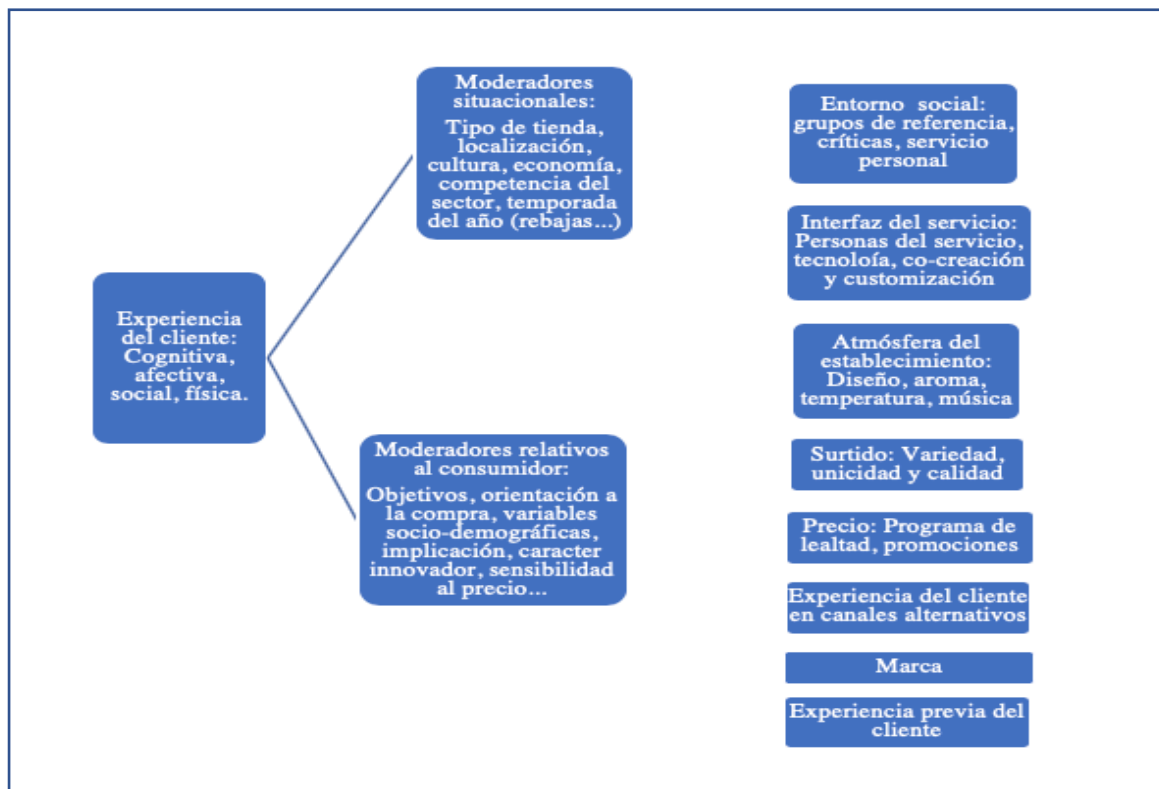 Experiencia
del cliente:
Cognitiva,
afectiva,
social, física.
Moderadores
situacionales:
Tipo de tienda,
localización,
cultura, economía,
competencia del
sector, temporada
del año (rebajas...)
Moderadores relativos
al consumidor:
Objetivos, orientación a
la compra, variables
socio-demográficas,
implicación, caracter
innovador, sensibilidad
al precio...
Entorno social:
grupos de referencia,
críticas, servicio
personal
Interfaz del servicio:
Personas del servicio,
tecnoloía, co-creación
y customización
Atmósfera del
establecimiento:
Diseño, aroma,
temperatura, música
Surtido: Variedad,
unicidad y calidad
Precio: Programa de
lealtad, promociones
Experiencia del cliente
en canales alternativos
Marca
Experiencia previa del
cliente